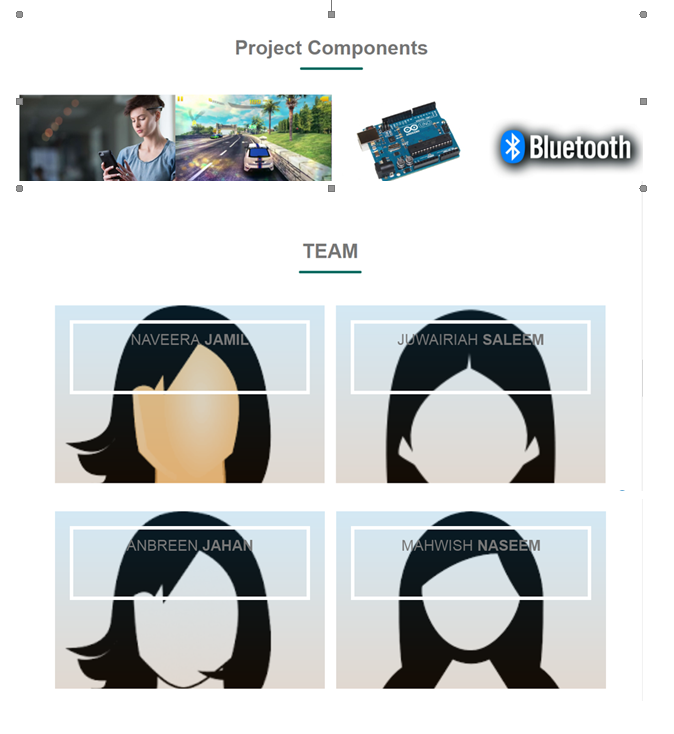 Project Components
Bluetooth
TEAM
NAVEERA JAMIL
JUWAIRIAH SALEEM
ANBREEN JAHAN
MAHWISH NASEEM